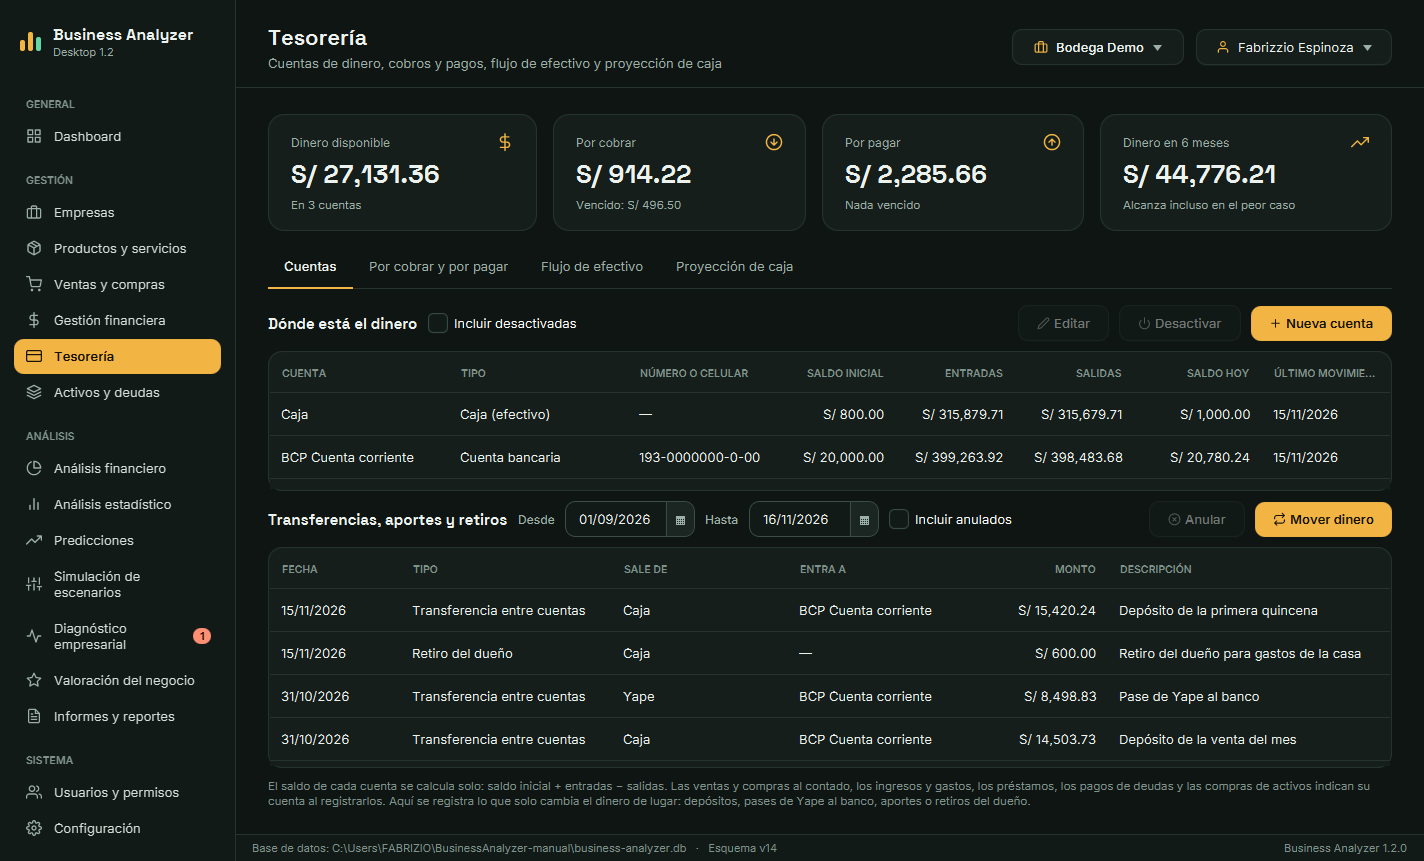 Business Analyzer
Desktop 1.2
GENERAL
Dashboard
GESTIÓN
Empresas
Productos y servicios
Ventas y compras
Gestión financiera
Tesorería
Activos y deudas
ANÁLISIS
Análisis financiero
Análisis estadístico
Predicciones
Simulación de
escenarios
Diagnóstico
empresarial
1
Valoración del negocio
Informes y reportes
SISTEMA
Usuarios y permisos
Configuración
Tesorería
Cuentas de dinero, cobros y pagos, flujo de efectivo y proyección de caja
Bodega Demo
Fabrizzio Espinoza
Dinero disponible
S/ 27,131.36
En 3 cuentas
Por cobrar
S/ 914.22
Vencido: S/ 496.50
Por pagar
S/ 2,285.66
Nada vencido
Dinero en 6 meses
S/ 44,776.21
Alcanza incluso en el peor caso
Cuentas Por cobrar y por pagar Flujo de efectivo Proyección de caja
Dónde está el dinero Incluir desactivadas Editar Desactivar + Nueva cuenta
CUENTA TIPO NÚMERO O CELULAR SALDO INICIAL ENTRADAS SALIDAS SALDO HOY ÚLTIMO MOVIMIE...
Caja Caja (efectivo) — S/ 800.00 S/ 315,879.71 S/ 315,679.71 S/ 1,000.00 15/11/2026
BCP Cuenta corriente Cuenta bancaria 193-0000000-0-00 S/ 20,000.00 S/ 399,263.92 S/ 398,483.68 S/ 20,780.24 15/11/2026
Transferencias, aportes y retiros Desde 01/09/2026 Hasta 16/11/2026 Incluir anulados Anular Mover dinero
FECHA TIPO SALE DE ENTRA A MONTO DESCRIPCIÓN
15/11/2026 Transferencia entre cuentas Caja BCP Cuenta corriente S/ 15,420.24 Depósito de la primera quincena
15/11/2026 Retiro del dueño Caja — S/ 600.00 Retiro del dueño para gastos de la casa
31/10/2026 Transferencia entre cuentas Yape BCP Cuenta corriente S/ 8,498.83 Pase de Yape al banco
31/10/2026 Transferencia entre cuentas Caja BCP Cuenta corriente S/ 14,503.73 Depósito de la venta del mes
El saldo de cada cuenta se calcula solo: saldo inicial + entradas − salidas. Las ventas y compras al contado, los ingresos y gastos, los préstamos, los pagos de deudas y las compras de activos indican su
cuenta al registrarlos. Aquí se registra lo que solo cambia el dinero de lugar: depósitos, pases de Yape al banco, aportes o retiros del dueño.
Base de datos: C:\Users\FABRIZIO\BusinessAnalyzer-manual\business-analyzer.db · Esquema v14
Business Analyzer 1.2.0